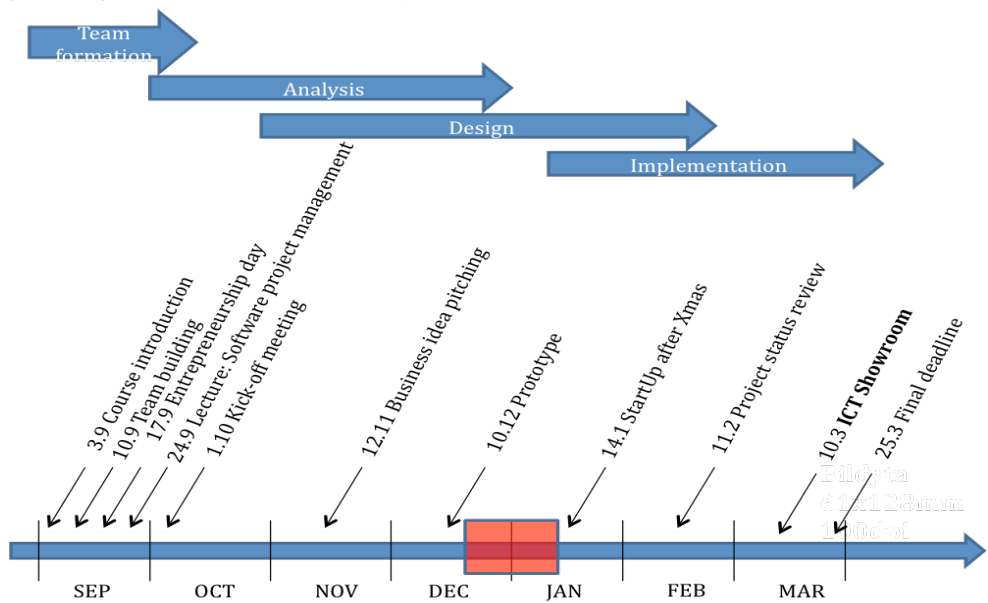 Team
formation
Analysis
Design
Implementation
3.9 Course introduction
10.9 Team building
17.9 Entrepreneurship day
24.9 Lecture: Software project management
1.10 Kick-off meeting
12.11 Business idea pitching
10.12 Prototype
14.1 StartUp after Xmas
11.2 Project status review
10.3 ICT Showroom
25.3 Final deadline
Bildyta
61x128mm
100dpi
SEP
OCT
NOV
DEC
JAN
FEB
MAR